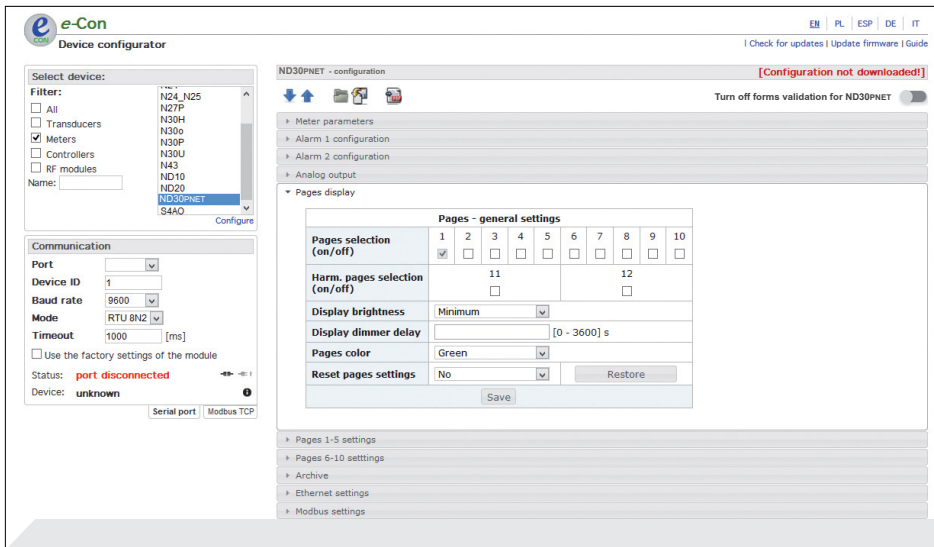 e
CON
e-Con
Device configurator
EN | PL | ESP | DE | IT
| Check for updates | Update firmware | Guide
Select device:
Filter:
All
Transducers
Meters
Controllers
RF modules
Name:
N24_N25
N27P
N30H
N30o
N30P
N30U
N43
ND10
ND20
ND30PNET
S4AO
Configure
Communication
Port
Device ID 1
Baud rate 9600
Mode RTU 8N2
Timeout 1000 [ms]
Use the factory settings of the module
Status: port disconnected
Device: unknown
Serial port Modbus TCP
ND30PNET - configuration
[Configuration not downloaded!]
Turn off forms validation for ND30PNET
Meter parameters
Alarm 1 configuration
Alarm 2 configuration
Analog output
Pages display
Pages - general settings
Pages selection (on/off) 1 2 3 4 5 6 7 8 9 10
Harm. pages selection (on/off) 11 12
Display brightness Minimum
Display dimmer delay [0 - 3600] s
Pages color Green
Reset pages settings No Restore
Save
Pages 1-5 settings
Pages 6-10 setttings
Archive
Ethernet settings
Modbus settings